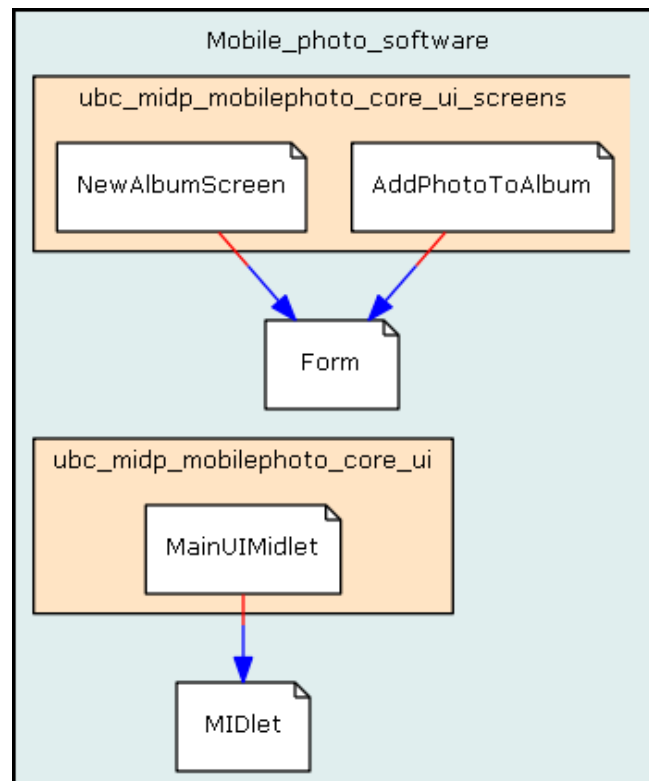 Mobile_photo_software
ubc_midp_mobilephoto_core_ui_screens
NewAlbumScreen
AddPhotoToAlbum
Form
ubc_midp_mobilephoto_core_ui
MainUIMidlet
MIDlet